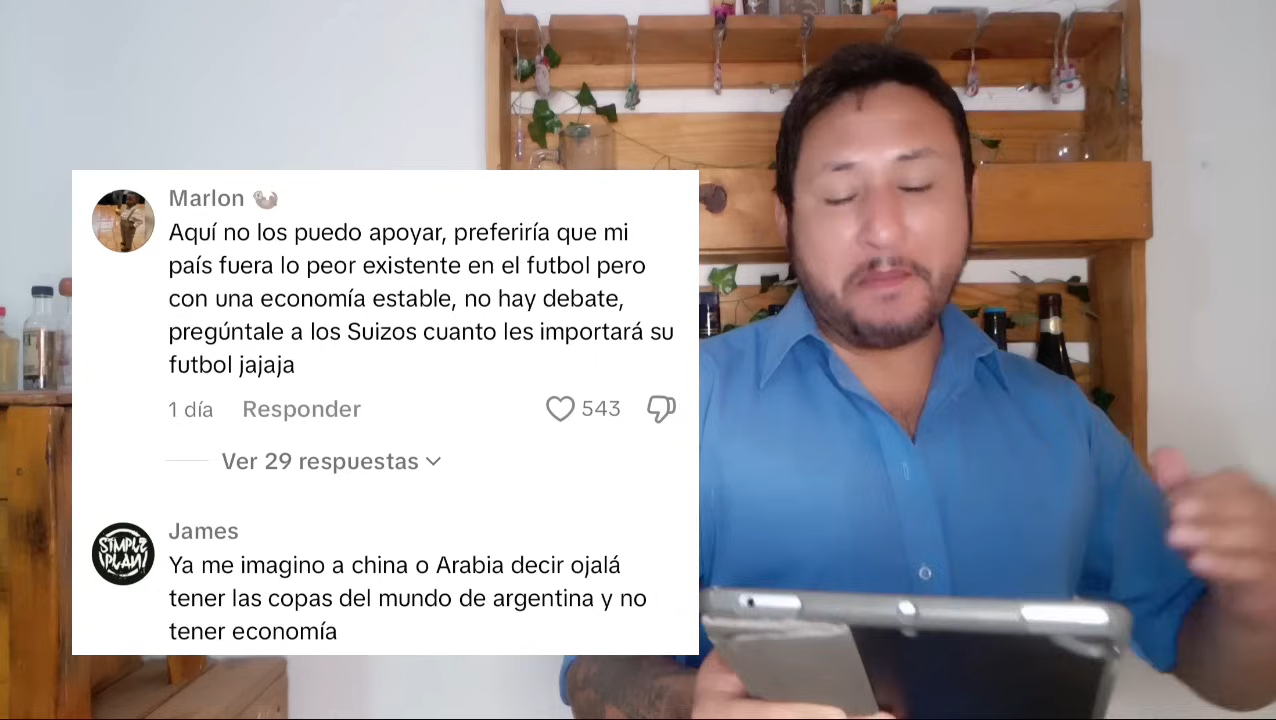 Marlon 🦦
Aquí no los puedo apoyar, preferiría que mi
país fuera lo peor existente en el futbol pero
con una economía estable, no hay debate,
pregúntale a los Suizos cuanto les importará su
futbol jajaja
1 día Responder 543
Ver 29 respuestas
James
SIMPLE
PLAN
Ya me imagino a china o Arabia decir ojalá
tener las copas del mundo de argentina y no
tener economía